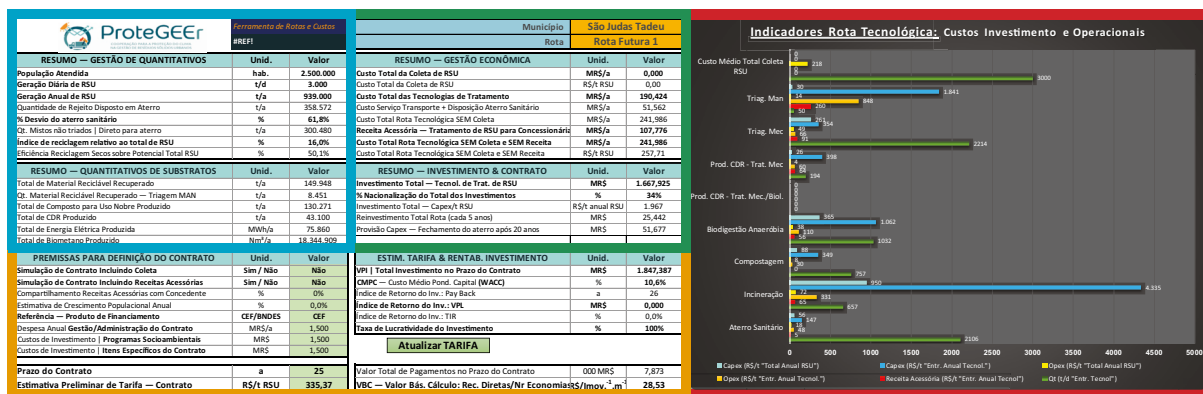 ProteGEEr
Ferramenta de Rotas e Custos
#REF!
Município São Judas Tadeu
Rota Rota Futura 1
RESUMO — GESTÃO DE QUANTITATIVOS Unid. Valor
População Atendida hab. 2.500.000
Geração Diária de RSU t/d 3.000
Geração Anual de RSU t/a 939.000
Quantidade de Rejeito Disposto em Aterro t/a 358.572
% Desvio do aterro sanitário % 61,8%
Qt. Mistos não triados | Direto para aterro t/a 300.480
Índice de reciclagem relativo ao total de RSU % 16,0%
Eficiência Reciclagem Secos sobre Potencial Total RSU % 50,1%
RESUMO — GESTÃO ECONÔMICA Unid. Valor
Custo Total da Coleta de RSU MR$/a 0,000
Custo Total da Coleta de RSU R$/t RSU 0,00
Custo Total das Tecnologias de Tratamento MR$/a 190,424
Custo Serviço Transporte + Disposição Aterro Sanitário MR$/a 51,562
Custo Total Rota Tecnológica SEM Coleta MR$/a 241,986
Receita Acessória — Tratamento de RSU para Concessionária MR$/a 107,776
Custo Total Rota Tecnológica SEM Coleta e SEM Receita MR$/a 241,986
Custo Total Rota Tecnológica SEM Coleta e SEM Receita R$/t RSU 257,71
RESUMO — QUANTITATIVOS DE SUBSTRATOS Unid. Valor
Total de Material Reciclável Recuperado t/a 149.948
Qt. Material Reciclável Recuperado — Triagem MAN t/a 8.451
Total de Composto para Uso Nobre Produzido t/a 130.271
Total de CDR Produzido t/a 43.100
Total de Energia Elétrica Produzida MWh/a 75.860
Total de Biometano Produzido Nm³/a 18.344.909
RESUMO — INVESTIMENTO & CONTRATO Unid. Valor
Investimento Total — Tecnol. de Trat. de RSU MR$ 1.667,925
% Nacionalização do Total dos Investimentos % 34%
Investimento Total — Capex/t RSU R$/t anual RSU 1.967
Reinvestimento Total Rota (cada 5 anos) MR$ 25,442
Provisão Capex — Fechamento do aterro após 20 anos MR$ 51,677
PREMISSAS PARA DEFINIÇÃO DO CONTRATO Unid. Valor
Simulação de Contrato Incluindo Coleta Sim / Não Não
Simulação de Contrato Incluindo Receitas Acessórias Sim / Não Não
Compartilhamento Receitas Acessórias com Concedente % 0%
Estimativa de Crescimento Populacional Anual % 0,0%
Referência — Produto de Financiamento CEF/BNDES CEF
Despesa Anual Gestão/Administração do Contrato MR$/a 1,500
Custos de Investimento | Programas Socioambientais MR$ 1,500
Custos de Investimento | Itens Específicos do Contrato MR$ 1,500
Prazo do Contrato a 25
Estimativa Preliminar de Tarifa — Contrato R$/t RSU 335,37
ESTIM. TARIFA & RENTAB. INVESTIMENTO Unid. Valor
VPI | Total Investimento no Prazo do Contrato MR$ 1.847,387
CMPC — Custo Médio Pond. Capital (WACC) % 10,6%
Índice de Retorno do Inv.: Pay Back a 26
Índice de Retorno do Inv.: VPL MR$ 0,000
Índice de Retorno do Inv.: TIR % 0,0%
Taxa de Lucratividade do Investimento % 100%
Atualizar TARIFA
Valor Total de Pagamentos no Prazo do Contrato 000 MR$ 7,873
VBC — Valor Bás. Cálculo: Rec. Diretas/Nr Economias R$/Imov.⁻¹.m⁻¹ 28,53
Indicadores Rota Tecnológica: Custos Investimento e Operacionais
Custo Médio Total Coleta RSU
0
0
218
0
0
3000
Triag. Man
30
1.841
14
848
260
50
Triag. Mec
261
354
49
66
91
2214
Prod. CDR - Trat. Mec
26
398
4
60
64
194
Prod. CDR - Trat. Mec./Biol.
0
0
0
0
0
0
Biodigestão Anaeróbia
365
1.062
38
110
56
1032
Compostagem
88
349
8
30
0
757
Incineração
950
4.335
72
331
65
657
Aterro Sanitário
56
147
18
48
5
2106
0 500 1000 1500 2000 2500 3000 3500 4000 4500 5000
Capex (R$/t "Total Anual RSU") Capex (R$/t "Entr. Anual Tecnol.") Opex (R$/t "Total Anual RSU")
Opex (R$/t "Entr. Anual Tecnol.") Receita Acessória (R$/t "Entr. Anual Tecnol") Qt (t/d "Entr. Tecnol")